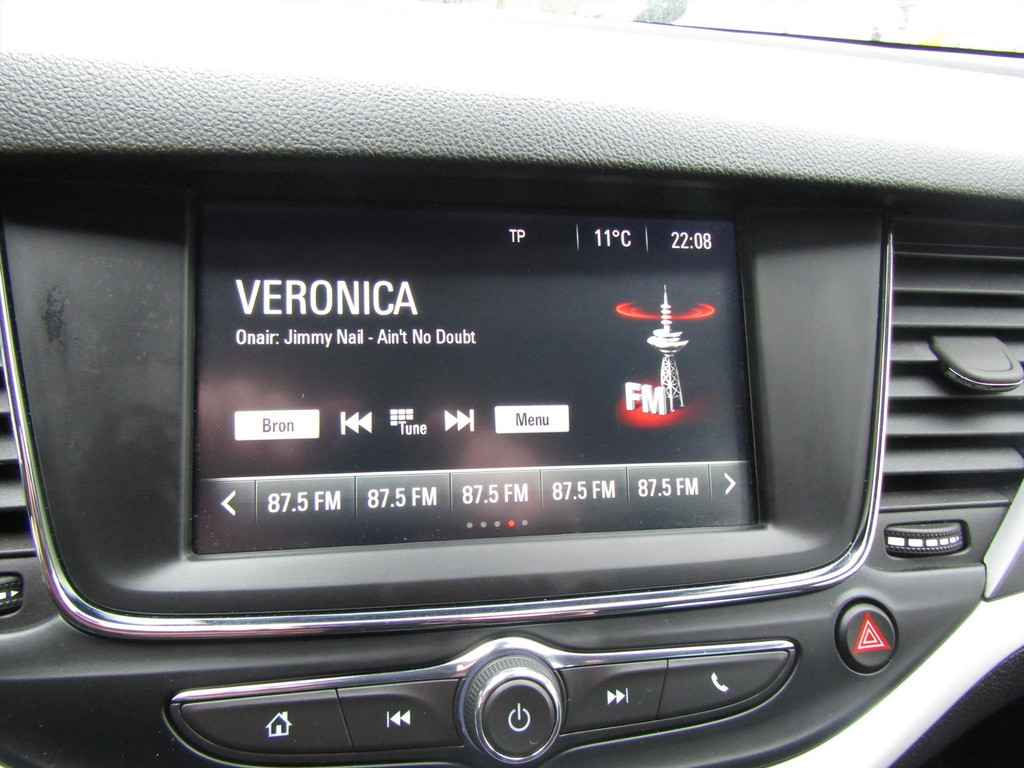 TP 11°C 22:08
VERONICA
Onair: Jimmy Nail - Ain't No Doubt
FM
Bron Tune Menu
87.5 FM 87.5 FM 87.5 FM 87.5 FM 87.5 FM